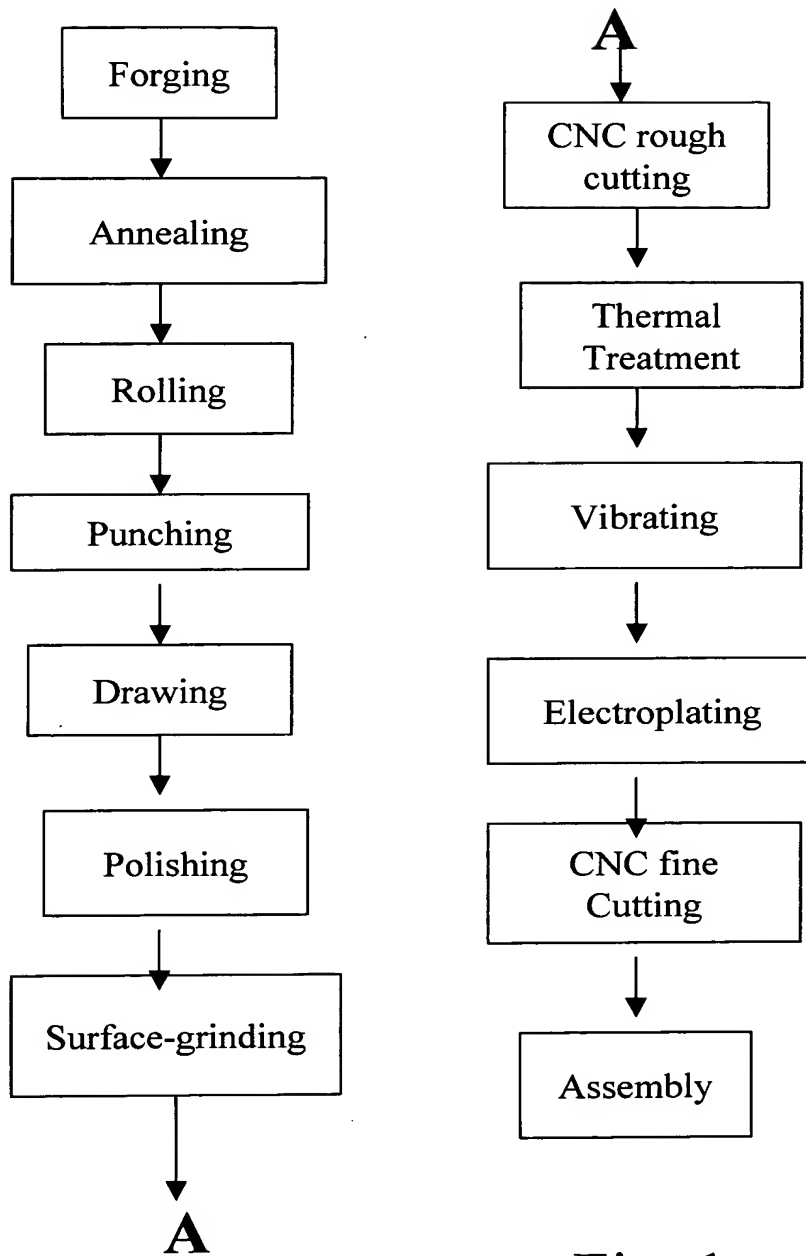 Forging
Annealing
Rolling
Punching
Drawing
Polishing
Surface-grinding
A
A
CNC rough
cutting
Thermal
Treatment
Vibrating
Electroplating
CNC fine
Cutting
Assembly